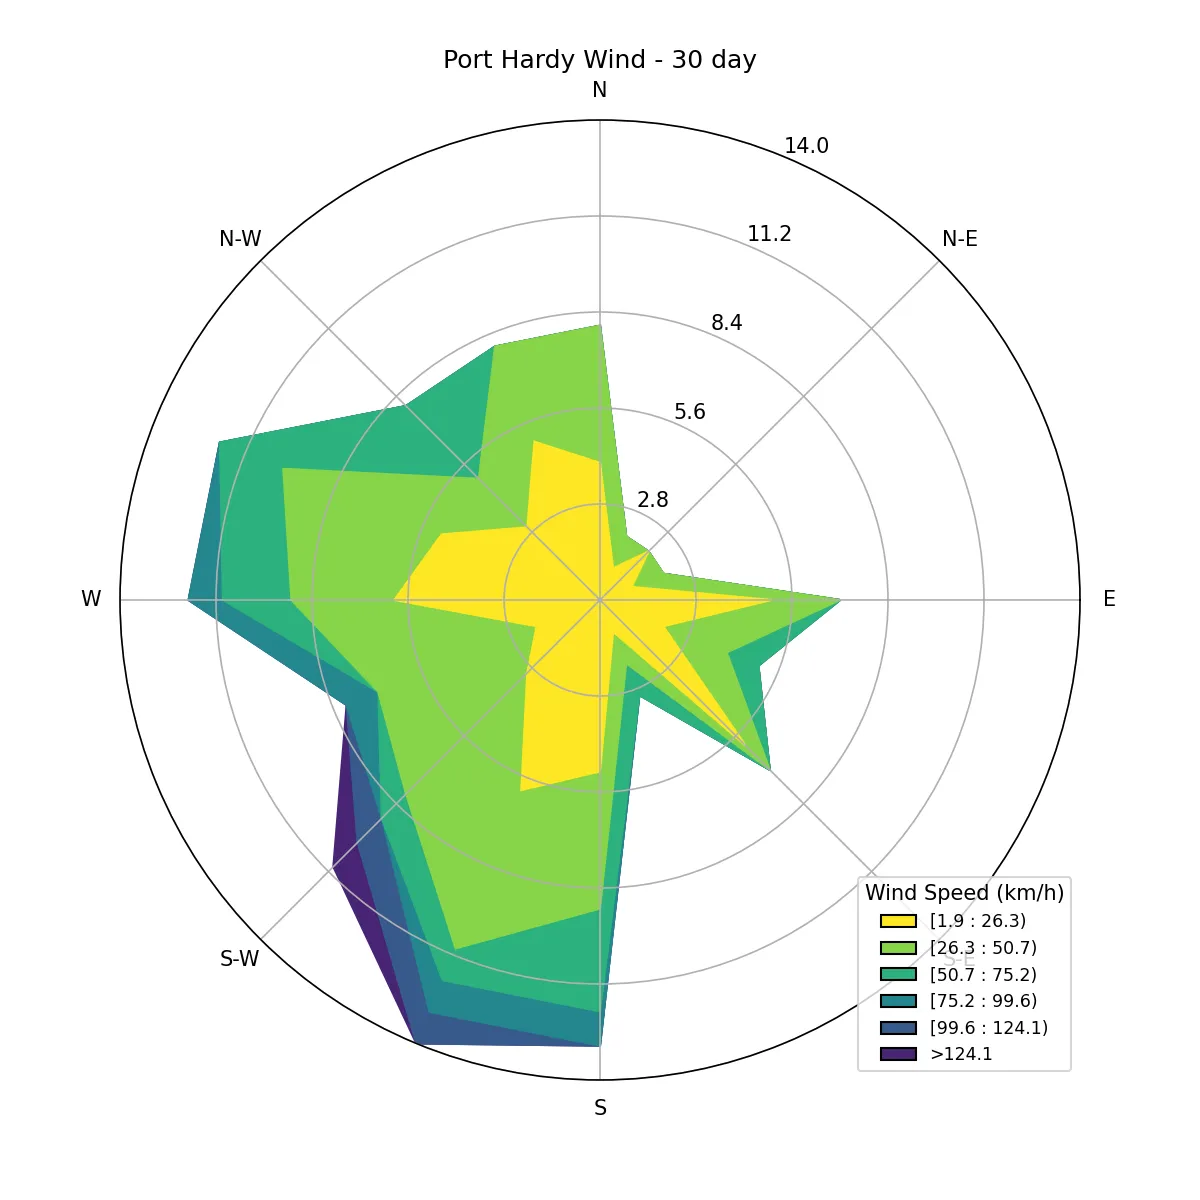 Port Hardy Wind - 30 day
N
14.0
11.2
N-W
N-E
8.4
5.6
2.8
W
E
Wind Speed (km/h)
[1.9 : 26.3)
[26.3 : 50.7)
S-W
S-E
[50.7 : 75.2)
[75.2 : 99.6)
[99.6 : 124.1)
>124.1
S